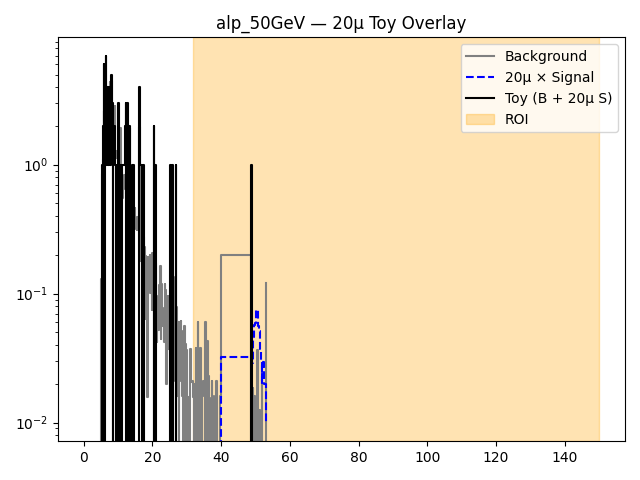 alp_50GeV — 20μ Toy Overlay
Background
20μ × Signal
Toy (B + 20μ S)
ROI
10⁰
10⁻¹
10⁻²
0 20 40 60 80 100 120 140